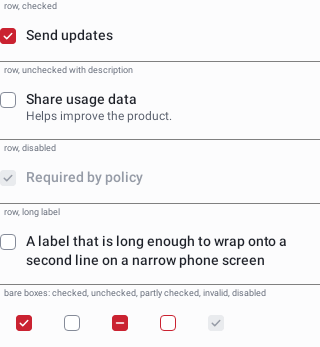 row, checked
Send updates
row, unchecked with description
Share usage data
Helps improve the product.
row, disabled
Required by policy
row, long label
A label that is long enough to wrap onto a
second line on a narrow phone screen
bare boxes: checked, unchecked, partly checked, invalid, disabled